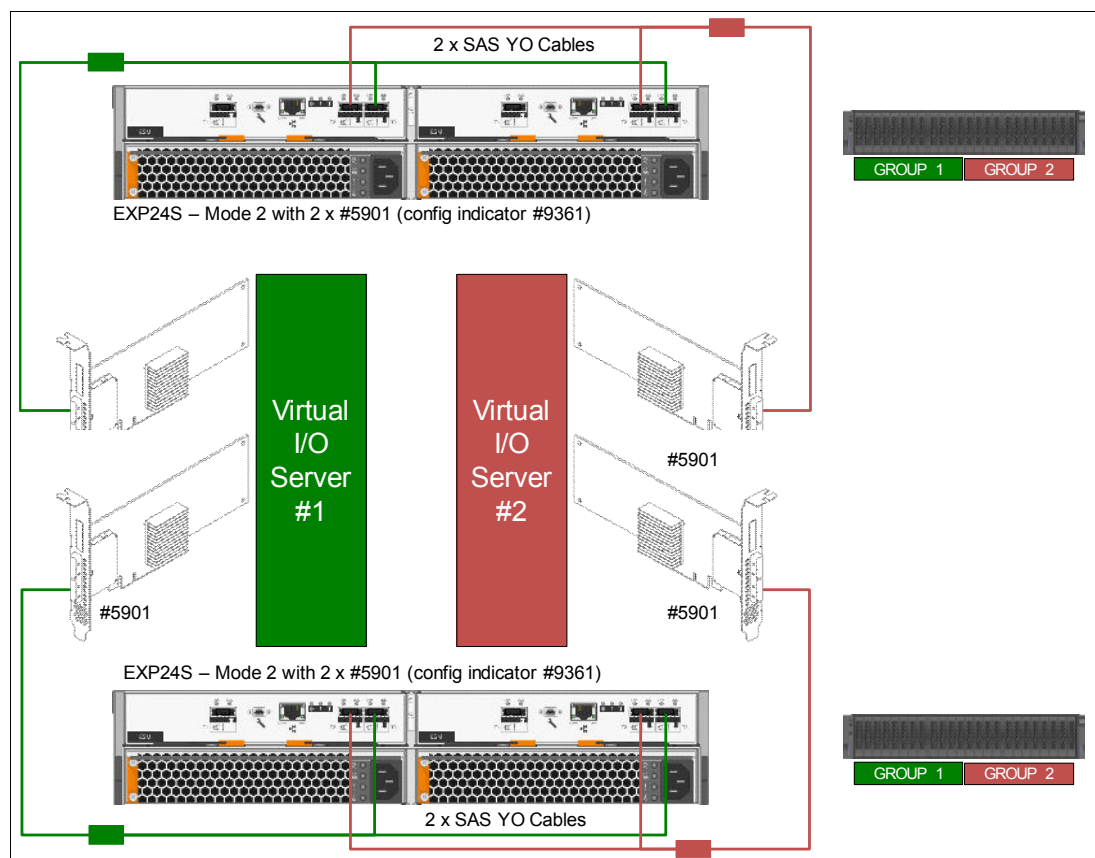 2 x SAS YO Cables
GROUP 1
GROUP 2
EXP24S – Mode 2 with 2 x #5901 (config indicator #9361)
Virtual
I/O
Server
#1
Virtual
I/O
Server
#2
#5901
#5901
#5901
EXP24S – Mode 2 with 2 x #5901 (config indicator #9361)
GROUP 1
GROUP 2
2 x SAS YO Cables